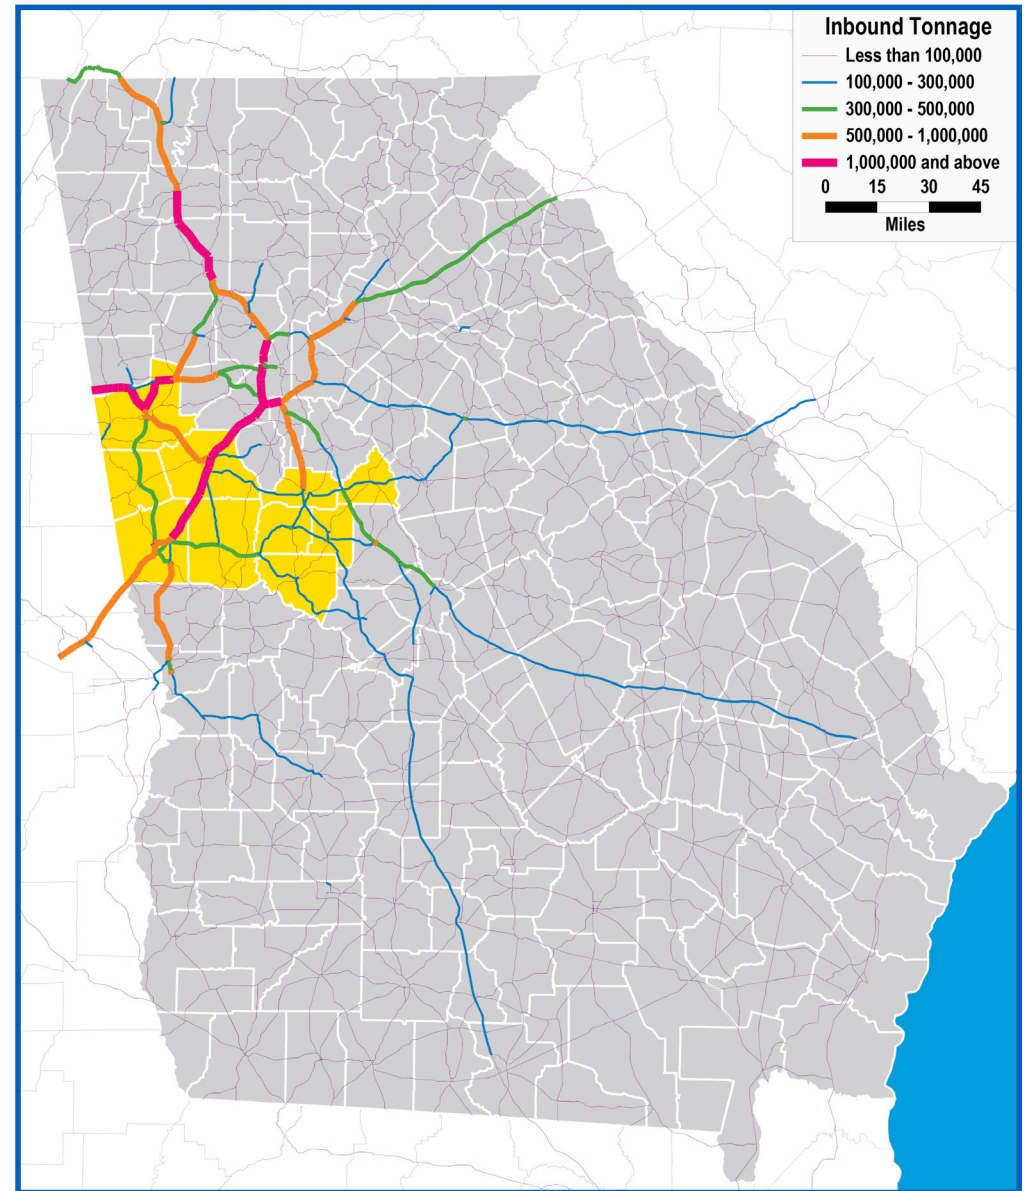 Inbound Tonnage
Less than 100,000
100,000 - 300,000
300,000 - 500,000
500,000 - 1,000,000
1,000,000 and above
0 15 30 45
Miles